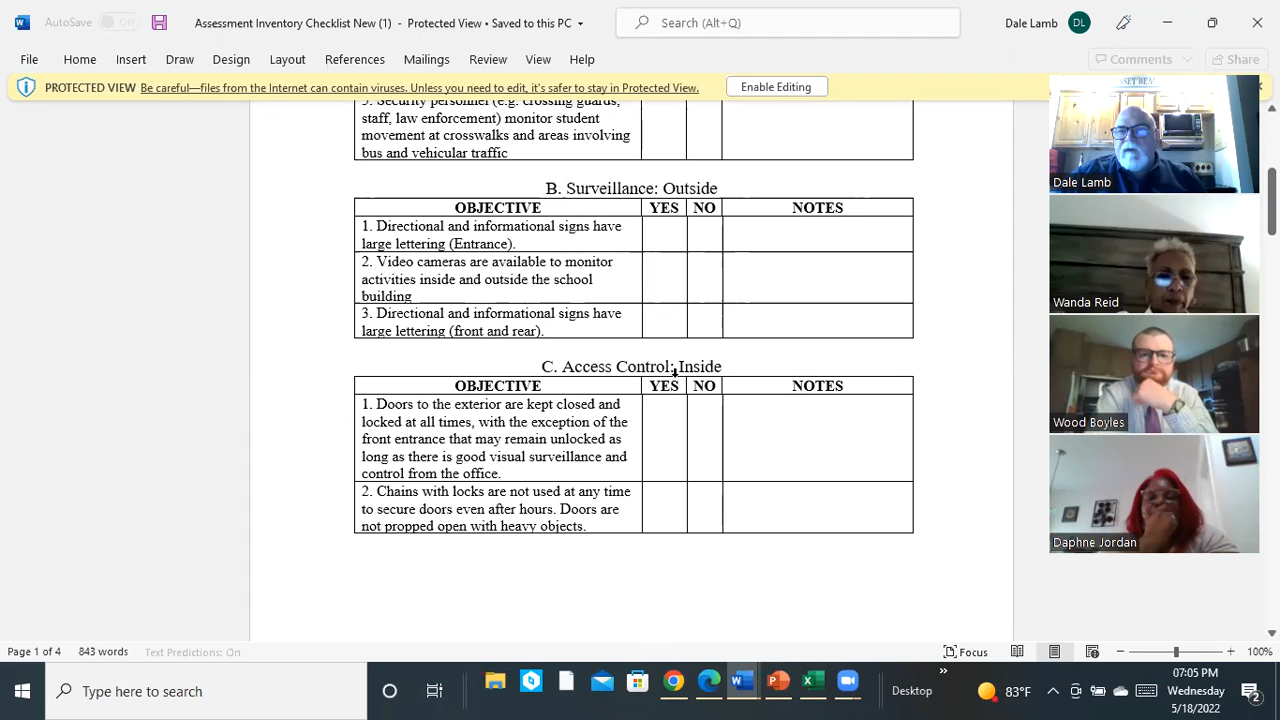 AutoSave Off Assessment Inventory Checklist New (1) - Protected View • Saved to this PC Search (Alt+Q) Dale Lamb DL
File Home Insert Draw Design Layout References Mailings Review View Help Comments Share
PROTECTED VIEW Be careful—files from the Internet can contain viruses. Unless you need to edit, it's safer to stay in Protected View. Enable Editing
3. Security personnel (e.g. crossing guards,
staff, law enforcement) monitor student
movement at crosswalks and areas involving
bus and vehicular traffic
B. Surveillance: Outside
OBJECTIVE YES NO NOTES
1. Directional and informational signs have
large lettering (Entrance).
2. Video cameras are available to monitor
activities inside and outside the school
building
3. Directional and informational signs have
large lettering (front and rear).
C. Access Control: Inside
OBJECTIVE YES NO NOTES
1. Doors to the exterior are kept closed and
locked at all times, with the exception of the
front entrance that may remain unlocked as
long as there is good visual surveillance and
control from the office.
2. Chains with locks are not used at any time
to secure doors even after hours. Doors are
not propped open with heavy objects.
Dale Lamb
Wanda Reid
Wood Boyles
Daphne Jordan
Page 1 of 4 843 words Text Predictions: On Focus 100%
Type here to search Desktop 83°F
07:05 PM
Wednesday
5/18/2022
2